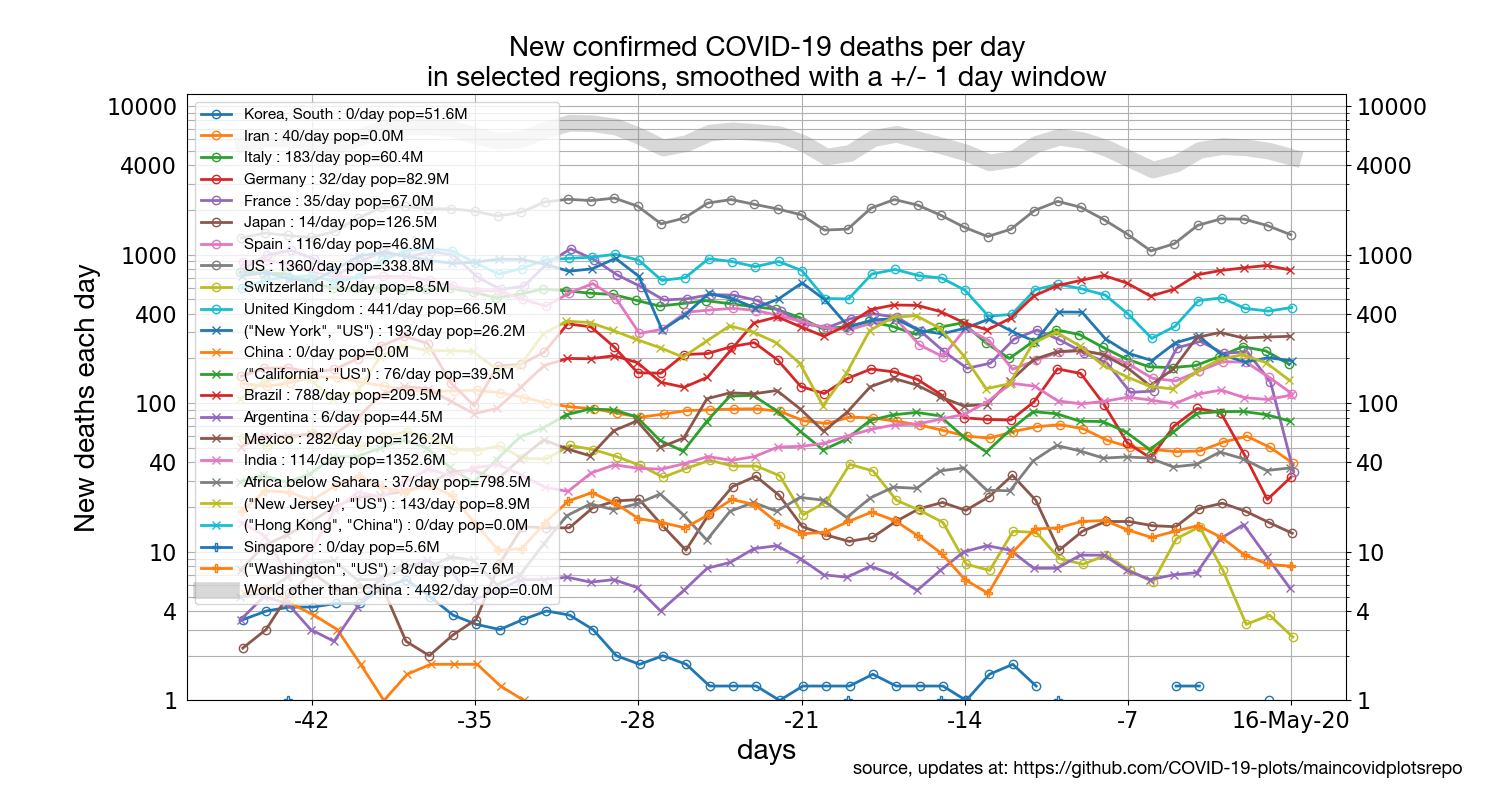 New confirmed COVID-19 deaths per day
in selected regions, smoothed with a +/- 1 day window
10000
4000
1000
400
100
40
10
4
1
New deaths each day
Korea, South : 0/day pop=51.6M
Iran : 40/day pop=0.0M
Italy : 183/day pop=60.4M
Germany : 32/day pop=82.9M
France : 35/day pop=67.0M
Japan : 14/day pop=126.5M
Spain : 116/day pop=46.8M
US : 1360/day pop=338.8M
Switzerland : 3/day pop=8.5M
United Kingdom : 441/day pop=66.5M
("New York", "US") : 193/day pop=26.2M
China : 0/day pop=0.0M
("California", "US") : 76/day pop=39.5M
Brazil : 788/day pop=209.5M
Argentina : 6/day pop=44.5M
Mexico : 282/day pop=126.2M
India : 114/day pop=1352.6M
Africa below Sahara : 37/day pop=798.5M
("New Jersey", "US") : 143/day pop=8.9M
("Hong Kong", "China") : 0/day pop=0.0M
Singapore : 0/day pop=5.6M
("Washington", "US") : 8/day pop=7.6M
World other than China : 4492/day pop=0.0M
10000
4000
1000
400
100
40
10
4
1
-42 -35 -28 -21 -14 -7 16-May-20
days
source, updates at: https://github.com/COVID-19-plots/maincovidplotsrepo